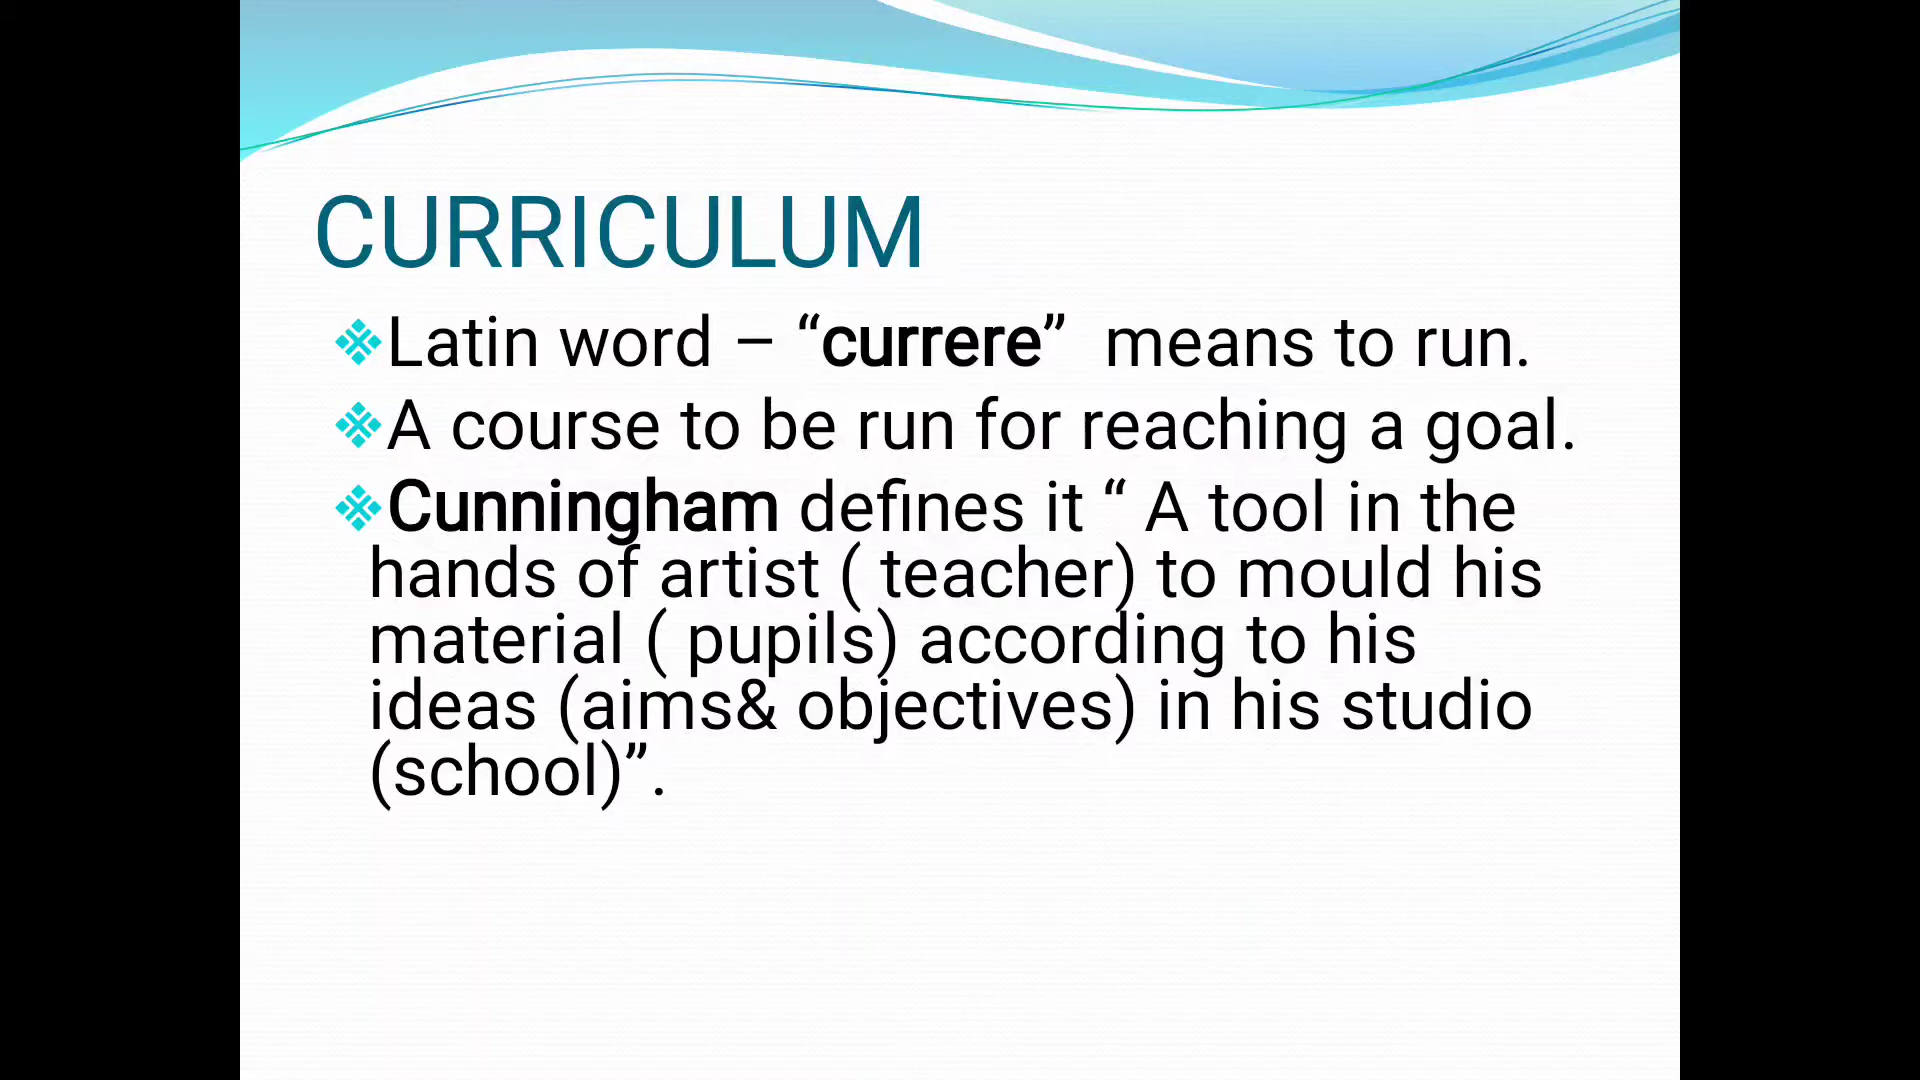 CURRICULUM
❖Latin word – “currere”  means to run.
❖A course to be run for reaching a goal.
❖Cunningham defines it “ A tool in the
hands of artist ( teacher) to mould his
material ( pupils) according to his
ideas (aims& objectives) in his studio
(school)”.